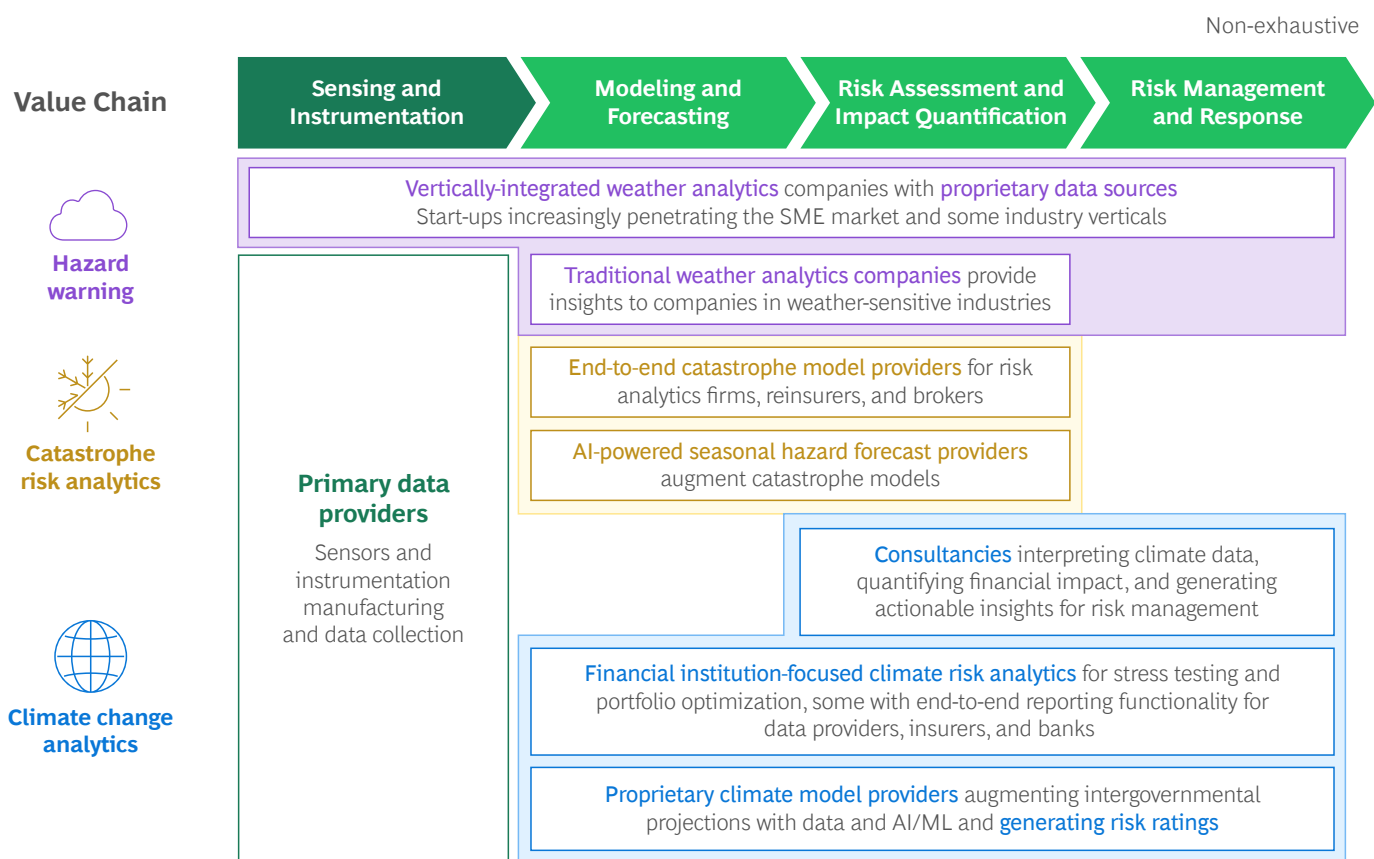 Non-exhaustive
Value Chain
Sensing and
Instrumentation
Modeling and
Forecasting
Risk Assessment and
Impact Quantification
Risk Management
and Response
Hazard
warning
Vertically-integrated weather analytics companies with proprietary data sources
Start-ups increasingly penetrating the SME market and some industry verticals
Traditional weather analytics companies provide
insights to companies in weather-sensitive industries
Catastrophe
risk analytics
End-to-end catastrophe model providers for risk
analytics firms, reinsurers, and brokers
AI-powered seasonal hazard forecast providers
augment catastrophe models
Primary data
providers
Sensors and
instrumentation
manufacturing
and data collection
Climate change
analytics
Consultancies interpreting climate data,
quantifying financial impact, and generating
actionable insights for risk management
Financial institution-focused climate risk analytics for stress testing and
portfolio optimization, some with end-to-end reporting functionality for
data providers, insurers, and banks
Proprietary climate model providers augmenting intergovernmental
projections with data and AI/ML and generating risk ratings